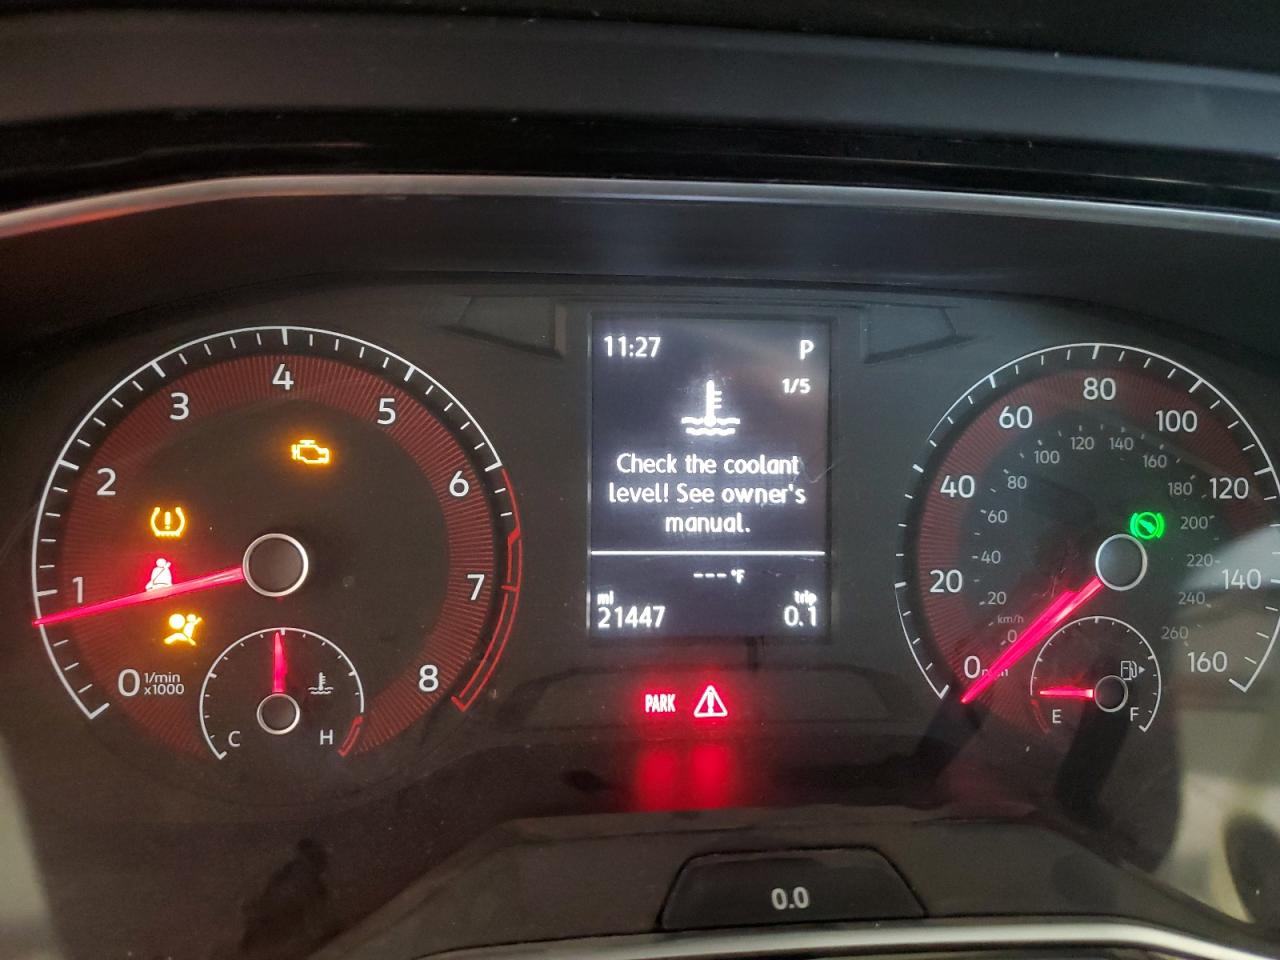 11:27 P
1/5
Check the coolant
level! See owner's
manual.
---°F
mi trip
21447 0.1
PARK
0.0
0 1 2 3 4 5 6 7 8
1/min
x1000
C H
0 20 40 60 80 100 120 140 160
km/h
0 20 40 60 80 100 120 140 160 180 200 220 240 260
E F